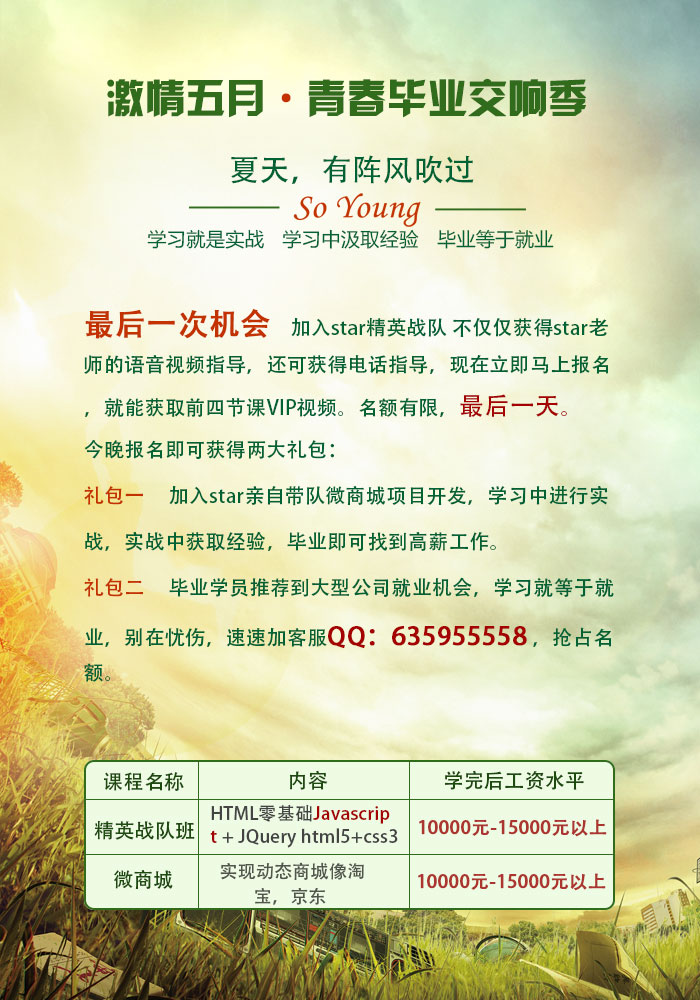 激情五月·青春毕业交响季
夏天，有阵风吹过
So Young
学习就是实战 学习中汲取经验 毕业等于就业
最后一次机会 加入star精英战队 不仅仅获得star老
师的语音视频指导，还可获得电话指导，现在立即马上报名
，就能获取前四节课VIP视频。名额有限，最后一天。
今晚报名即可获得两大礼包：
礼包一 加入star亲自带队微商城项目开发，学习中进行实
战，实战中获取经验，毕业即可找到高薪工作。
礼包二 毕业学员推荐到大型公司就业机会，学习就等于就
业，别在忧伤，速速加客服QQ：635955558，抢占名
额。
课程名称 内容 学完后工资水平
精英战队班 HTML零基础Javascrip
t + JQuery html5+css3 10000元-15000元以上
微商城 实现动态商城像淘
宝，京东 10000元-15000元以上